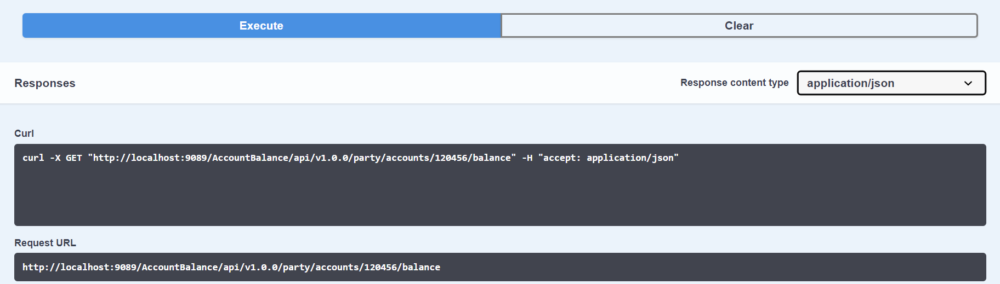 Execute
Clear
Responses
Response content type
application/json
Curl
curl -X GET "http://localhost:9089/AccountBalance/api/v1.0.0/party/accounts/120456/balance" -H "accept: application/json"
Request URL
http://localhost:9089/AccountBalance/api/v1.0.0/party/accounts/120456/balance